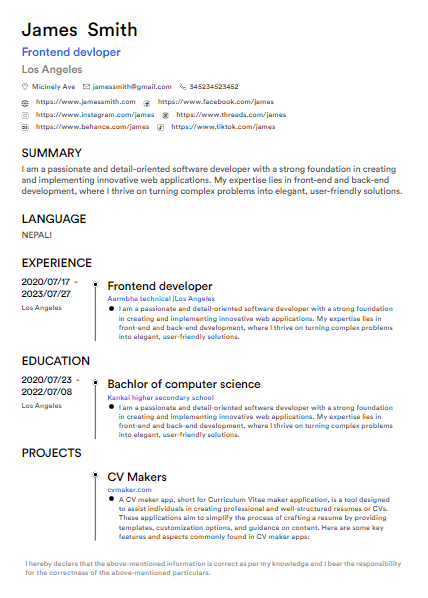 James Smith
Frontend devloper
Los Angeles
Micinely Ave jamessmith@gmail.com 345234523452
https://www.jamessmith.com https://www.facebook.com/james
https://www.instagram.com/james https://www.threads.com/james
https://www.behance.com/james https://www.tiktok.com/james
SUMMARY
I am a passionate and detail-oriented software developer with a strong foundation in creating
and implementing innovative web applications. My expertise lies in front-end and back-end
development, where I thrive on turning complex problems into elegant, user-friendly solutions.
LANGUAGE
NEPALI
EXPERIENCE
2020/07/17 -
2023/07/27
Los Angeles
Frontend developer
Aarmbha technical |Los Angeles
I am a passionate and detail-oriented software developer with a strong foundation
in creating and implementing innovative web applications. My expertise lies in
front-end and back-end development, where I thrive on turning complex problems
into elegant, user-friendly solutions.
EDUCATION
2020/07/23 -
2022/07/08
Los Angeles
Bachlor of computer science
Kankai higher secondary school
I am a passionate and detail-oriented software developer with a strong foundation
in creating and implementing innovative web applications. My expertise lies in
front-end and back-end development, where I thrive on turning complex problems
into elegant, user-friendly solutions.
PROJECTS
CV Makers
cvmaker.com
A CV maker app, short for Curriculum Vitae maker application, is a tool designed
to assist individuals in creating professional and well-structured resumes or CVs.
These applications aim to simplify the process of crafting a resume by providing
templates, customization options, and guidance on content. Here are some key
features and aspects commonly found in CV maker apps:
I hereby declare that the above-mentioned information is correct as per my knowledge and I bear the responsibility
for the correctness of the above-mentioned particulars.